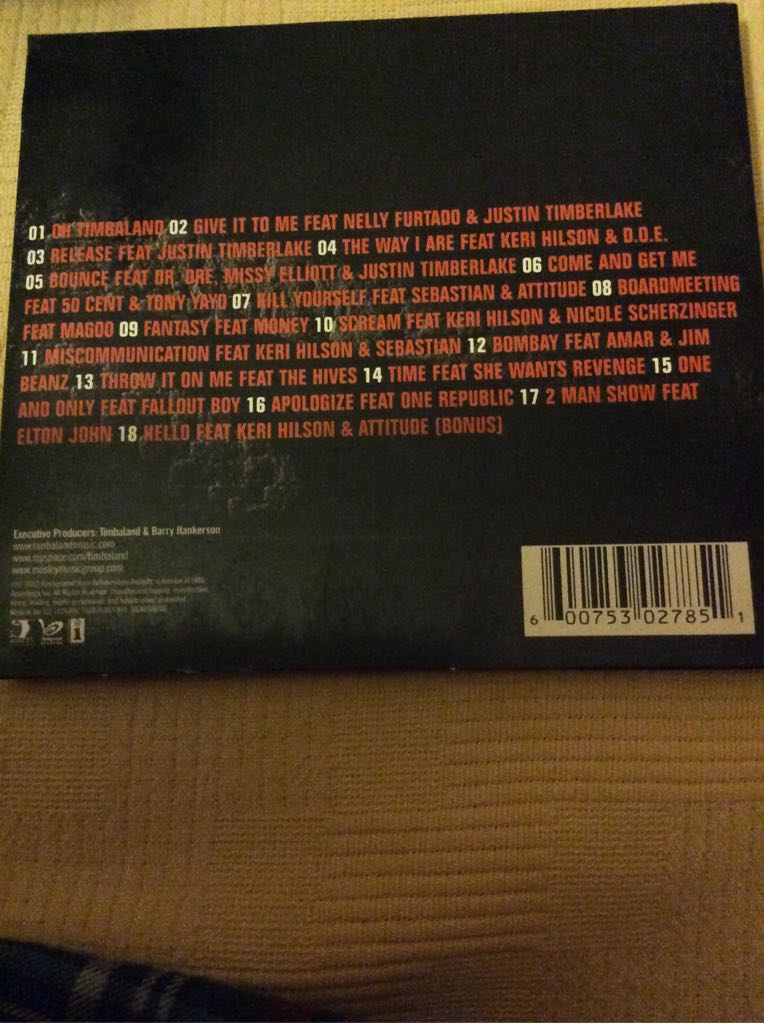 01 OH TIMBALAND 02 GIVE IT TO ME FEAT NELLY FURTADO & JUSTIN TIMBERLAKE
03 RELEASE FEAT JUSTIN TIMBERLAKE 04 THE WAY I ARE FEAT KERI HILSON & D.O.E.
05 BOUNCE FEAT DR. DRE, MISSY ELLIOTT & JUSTIN TIMBERLAKE 06 COME AND GET ME
FEAT 50 CENT & TONY YAYO 07 KILL YOURSELF FEAT SEBASTIAN & ATTITUDE 08 BOARDMEETING
FEAT MAGOO 09 FANTASY FEAT MONEY 10 SCREAM FEAT KERI HILSON & NICOLE SCHERZINGER
11 MISCOMMUNICATION FEAT KERI HILSON & SEBASTIAN 12 BOMBAY FEAT AMAR & JIM
BEANZ 13 THROW IT ON ME FEAT THE HIVES 14 TIME FEAT SHE WANTS REVENGE 15 ONE
AND ONLY FEAT FALLOUT BOY 16 APOLOGIZE FEAT ONE REPUBLIC 17 2 MAN SHOW FEAT
ELTON JOHN 18 HELLO FEAT KERI HILSON & ATTITUDE (BONUS)
Executive Producers: Timbaland & Barry Hankerson
www.timbalandmusic.com
www.myspace.com/timbaland
www.mosleymusicgroup.com
6 00753 02785 1